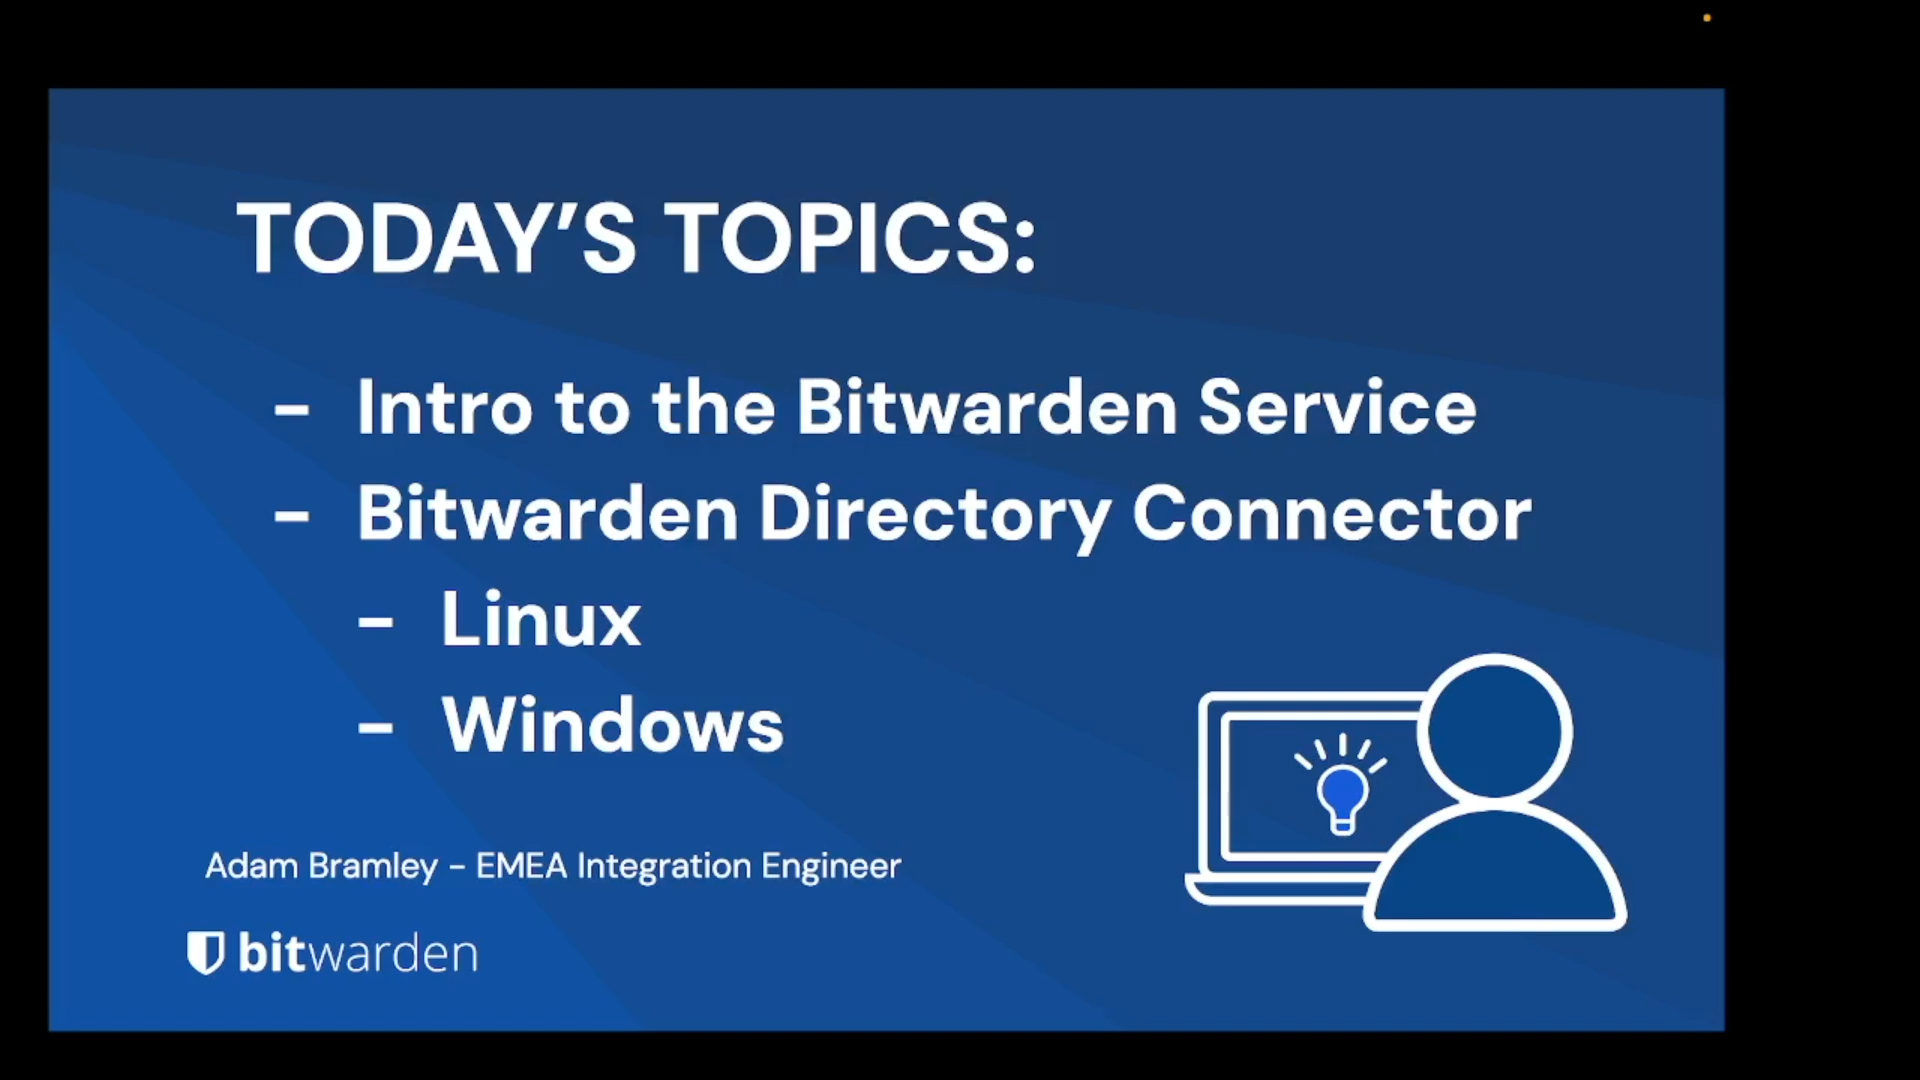 TODAY’S TOPICS:
- Intro to the Bitwarden Service
- Bitwarden Directory Connector
- Linux
- Windows
Adam Bramley - EMEA Integration Engineer
bitwarden